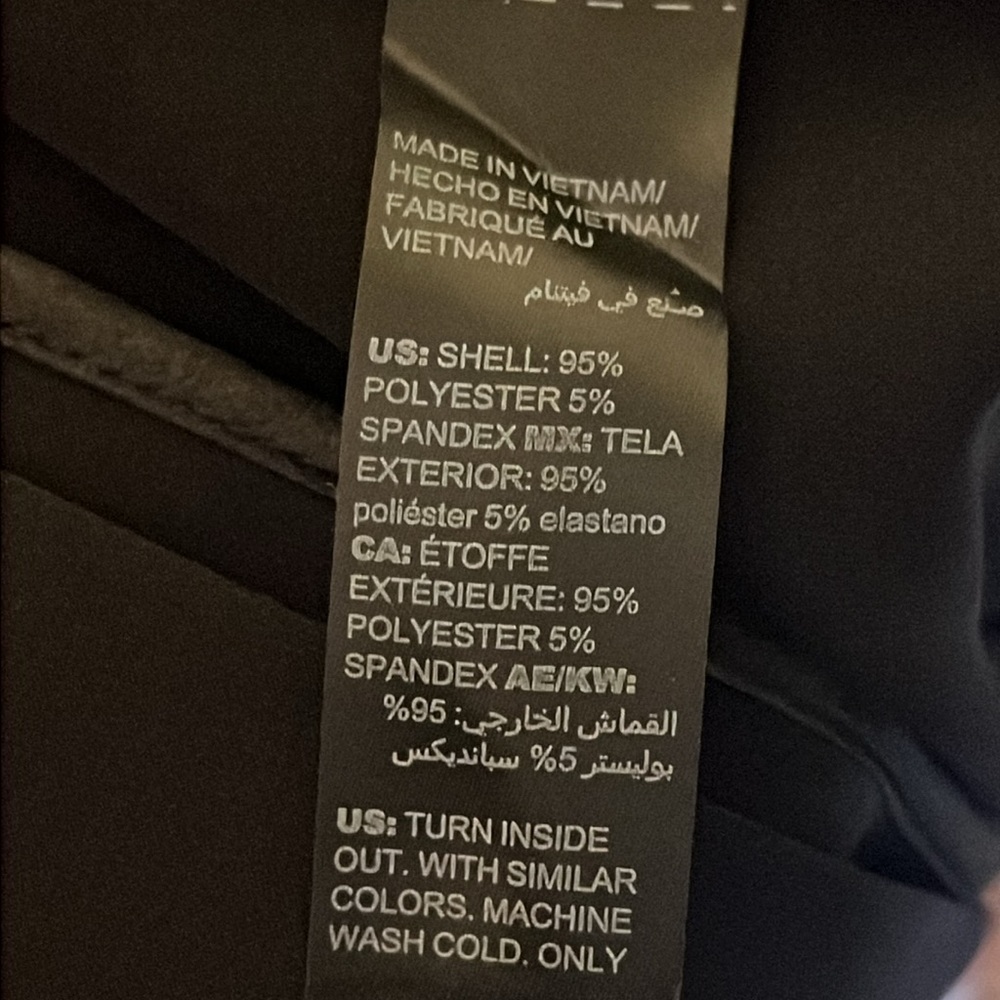 MADE IN VIETNAM/
HECHO EN VIETNAM/
FABRIQUÉ AU
VIETNAM/
صنع في فيتنام
US: SHELL: 95%
POLYESTER 5%
SPANDEX MX: TELA
EXTERIOR: 95%
poliéster 5% elastano
CA: ÉTOFFE
EXTÉRIEURE: 95%
POLYESTER 5%
SPANDEX AE/KW:
القماش الخارجي: 95%
بوليستر 5% سبانديكس
US: TURN INSIDE
OUT. WITH SIMILAR
COLORS. MACHINE
WASH COLD. ONLY